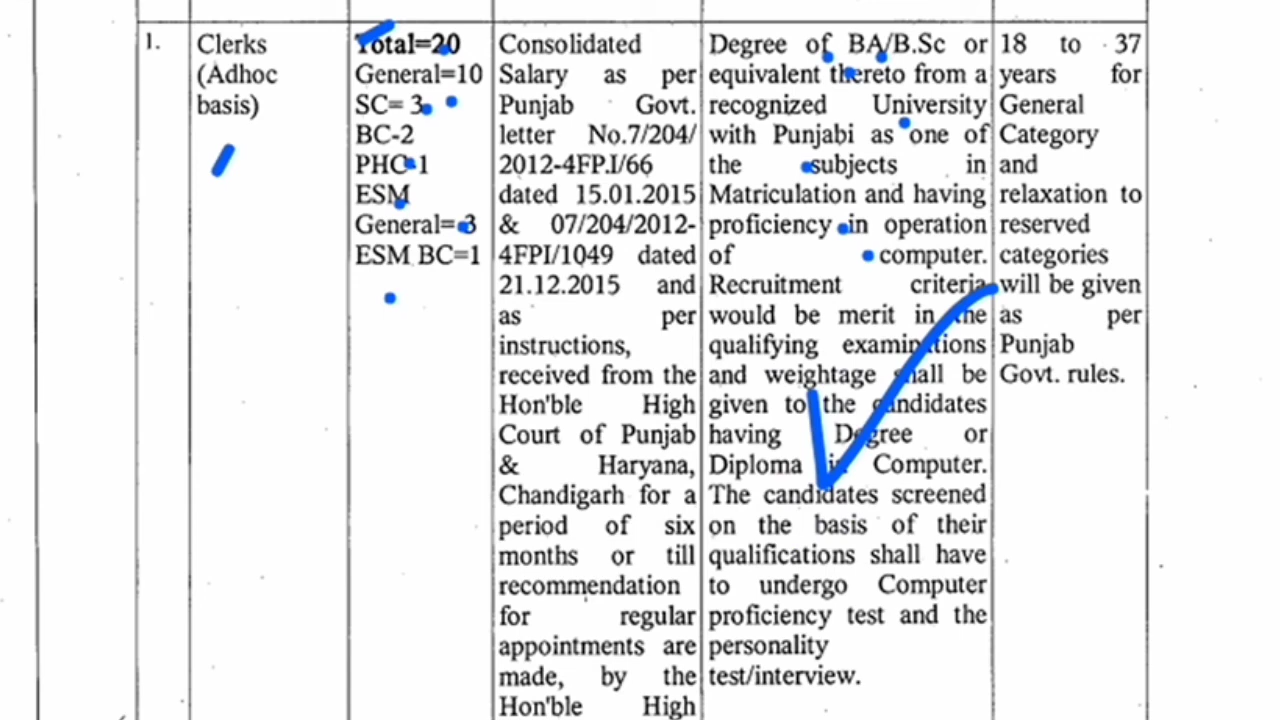 1.
Clerks
(Adhoc
basis)
Total=20
General=10
SC= 3
BC-2
PHC-1
ESM
General=3
ESM BC=1
Consolidated
Salary as per
Punjab Govt.
letter No.7/204/
2012-4FP.I/66
dated 15.01.2015
& 07/204/2012-
4FPI/1049 dated
21.12.2015 and
as per
instructions,
received from the
Hon'ble High
Court of Punjab
& Haryana,
Chandigarh for a
period of six
months or till
recommendation
for regular
appointments are
made, by the
Hon'ble High
Degree of BA/B.Sc or
equivalent thereto from a
recognized University
with Punjabi as one of
the subjects in
Matriculation and having
proficiency in operation
of computer.
Recruitment criteria
would be merit in the
qualifying examinations
and weightage shall be
given to the candidates
having Degree or
Diploma in Computer.
The candidates screened
on the basis of their
qualifications shall have
to undergo Computer
proficiency test and the
personality
test/interview.
18 to 37
years for
General
Category
and
relaxation to
reserved
categories
will be given
as per
Punjab
Govt. rules.